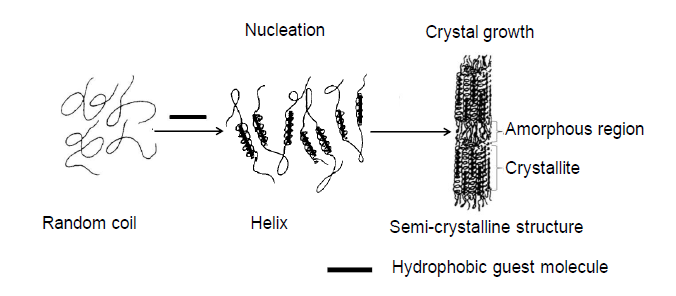 Nucleation
Crystal growth
Amorphous region
Crystallite
Random coil
Helix
Semi-crystalline structure
Hydrophobic guest molecule